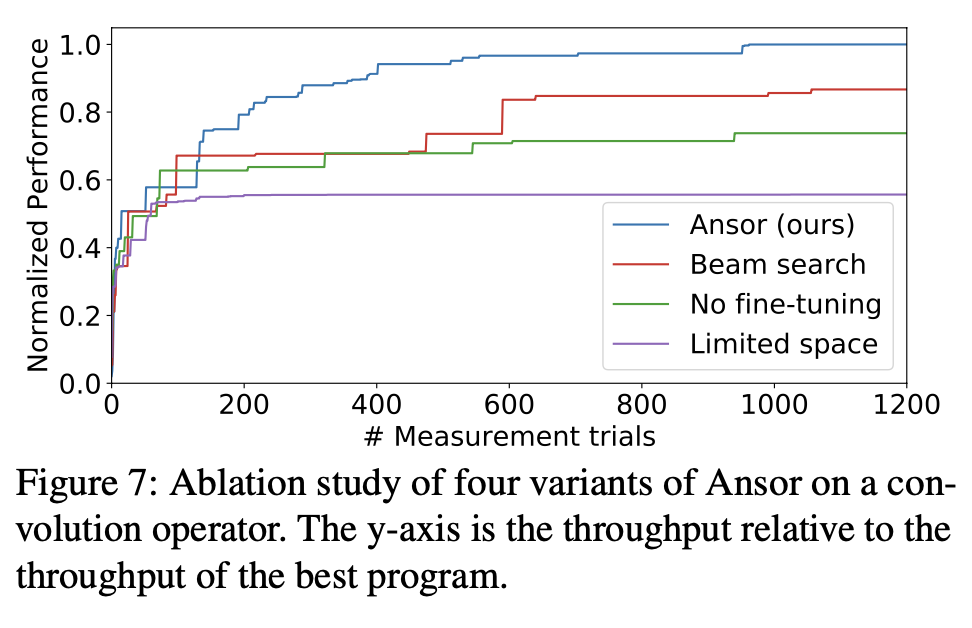 Normalized Performance
1.0
0.8
0.6
0.4
0.2
0.0
0 200 400 600 800 1000 1200
# Measurement trials
Ansor (ours)
Beam search
No fine-tuning
Limited space
Figure 7: Ablation study of four variants of Ansor on a con-
volution operator. The y-axis is the throughput relative to the
throughput of the best program.